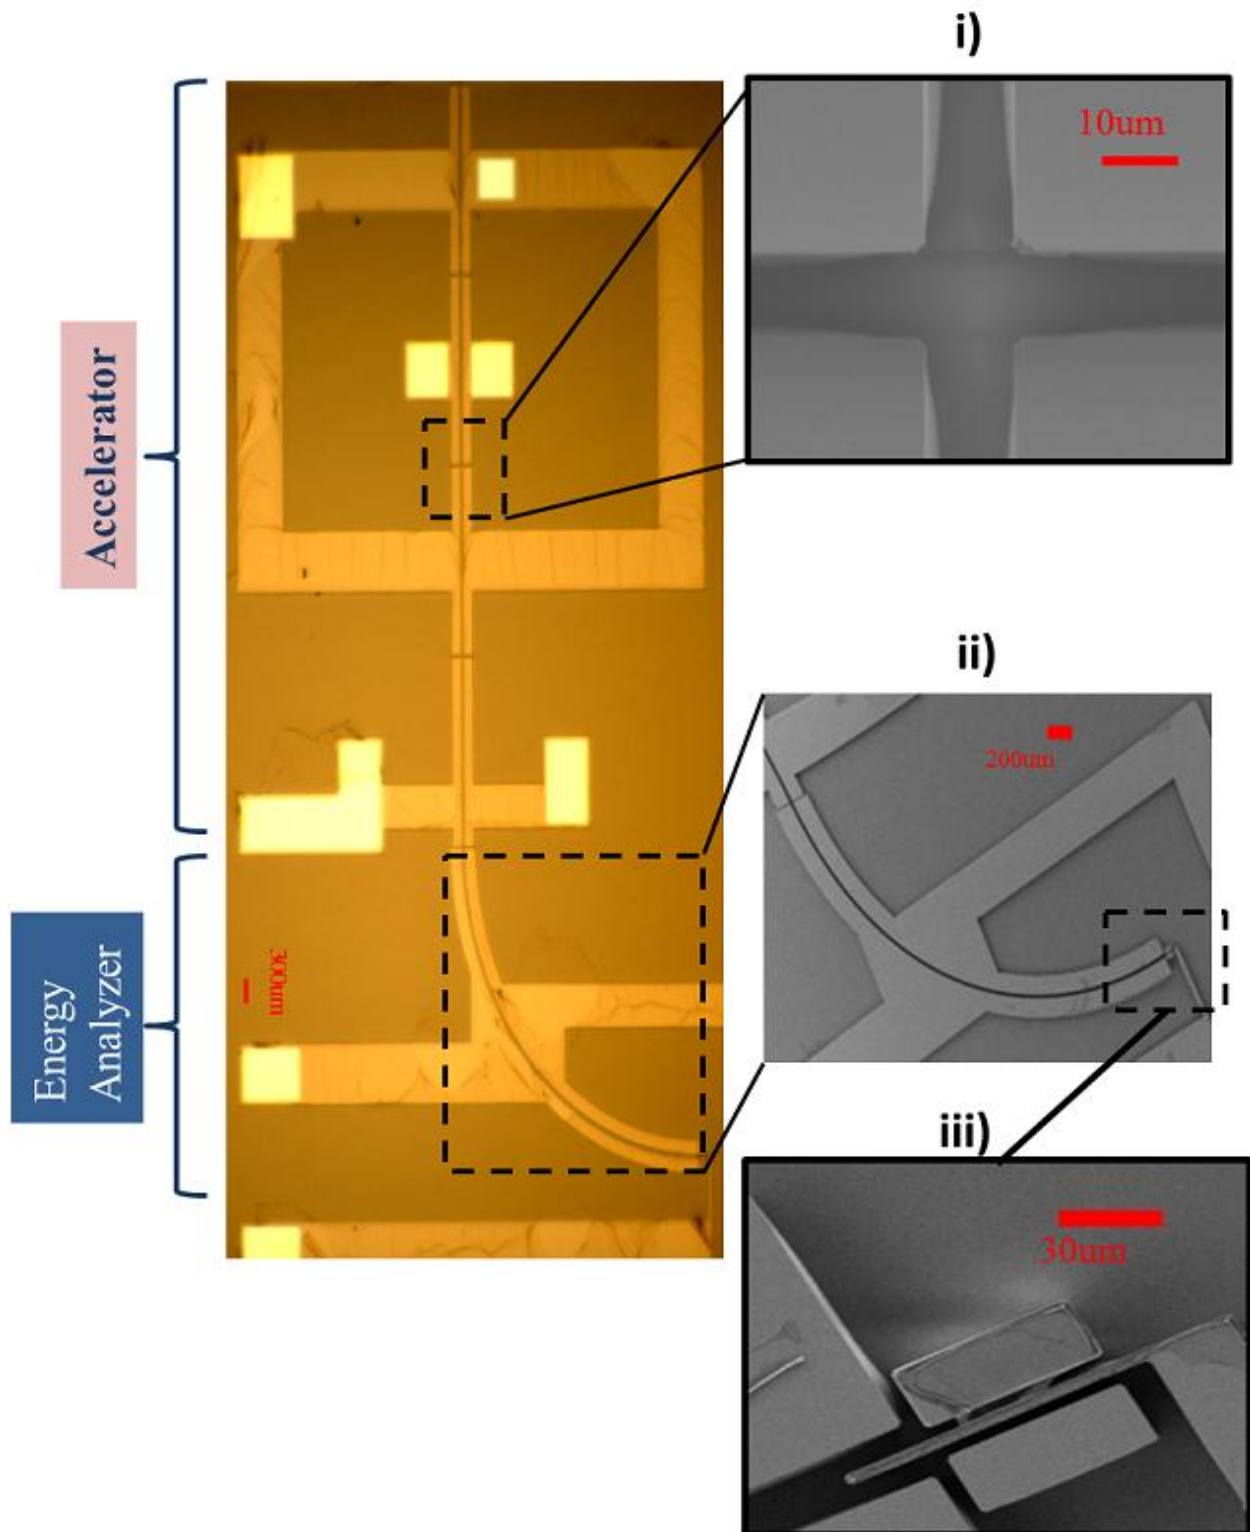 i)
10um
Accelerator
ii)
200um
Energy
Analyzer
300um
iii)
30um